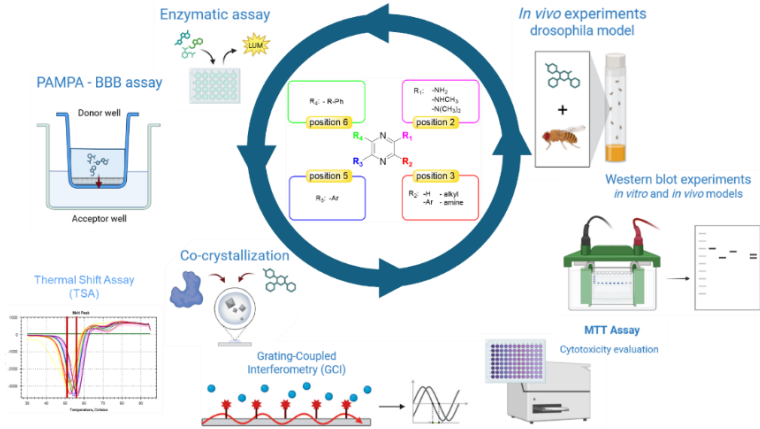 Enzymatic assay
LUM
In vivo experiments
drosophila model
+
PAMPA - BBB assay
Donor well
Acceptor well
R₄: - R-Ph
position 6
R₁: -NH₂
-NHCH₃
-N(CH₃)₂
position 2
R₄
N
R₁
R₃
N
R₂
position 5
R₃: -Ar
position 3
R₂: -H - alkyl
-Ar - amine
Western blot experiments
in vitro and in vivo models
Co-crystallization
Thermal Shift Assay
(TSA)
Melt Peak
Temperature, Celsius
Grating-Coupled
Interferometry (GCI)
MTT Assay
Cytotoxicity evaluation